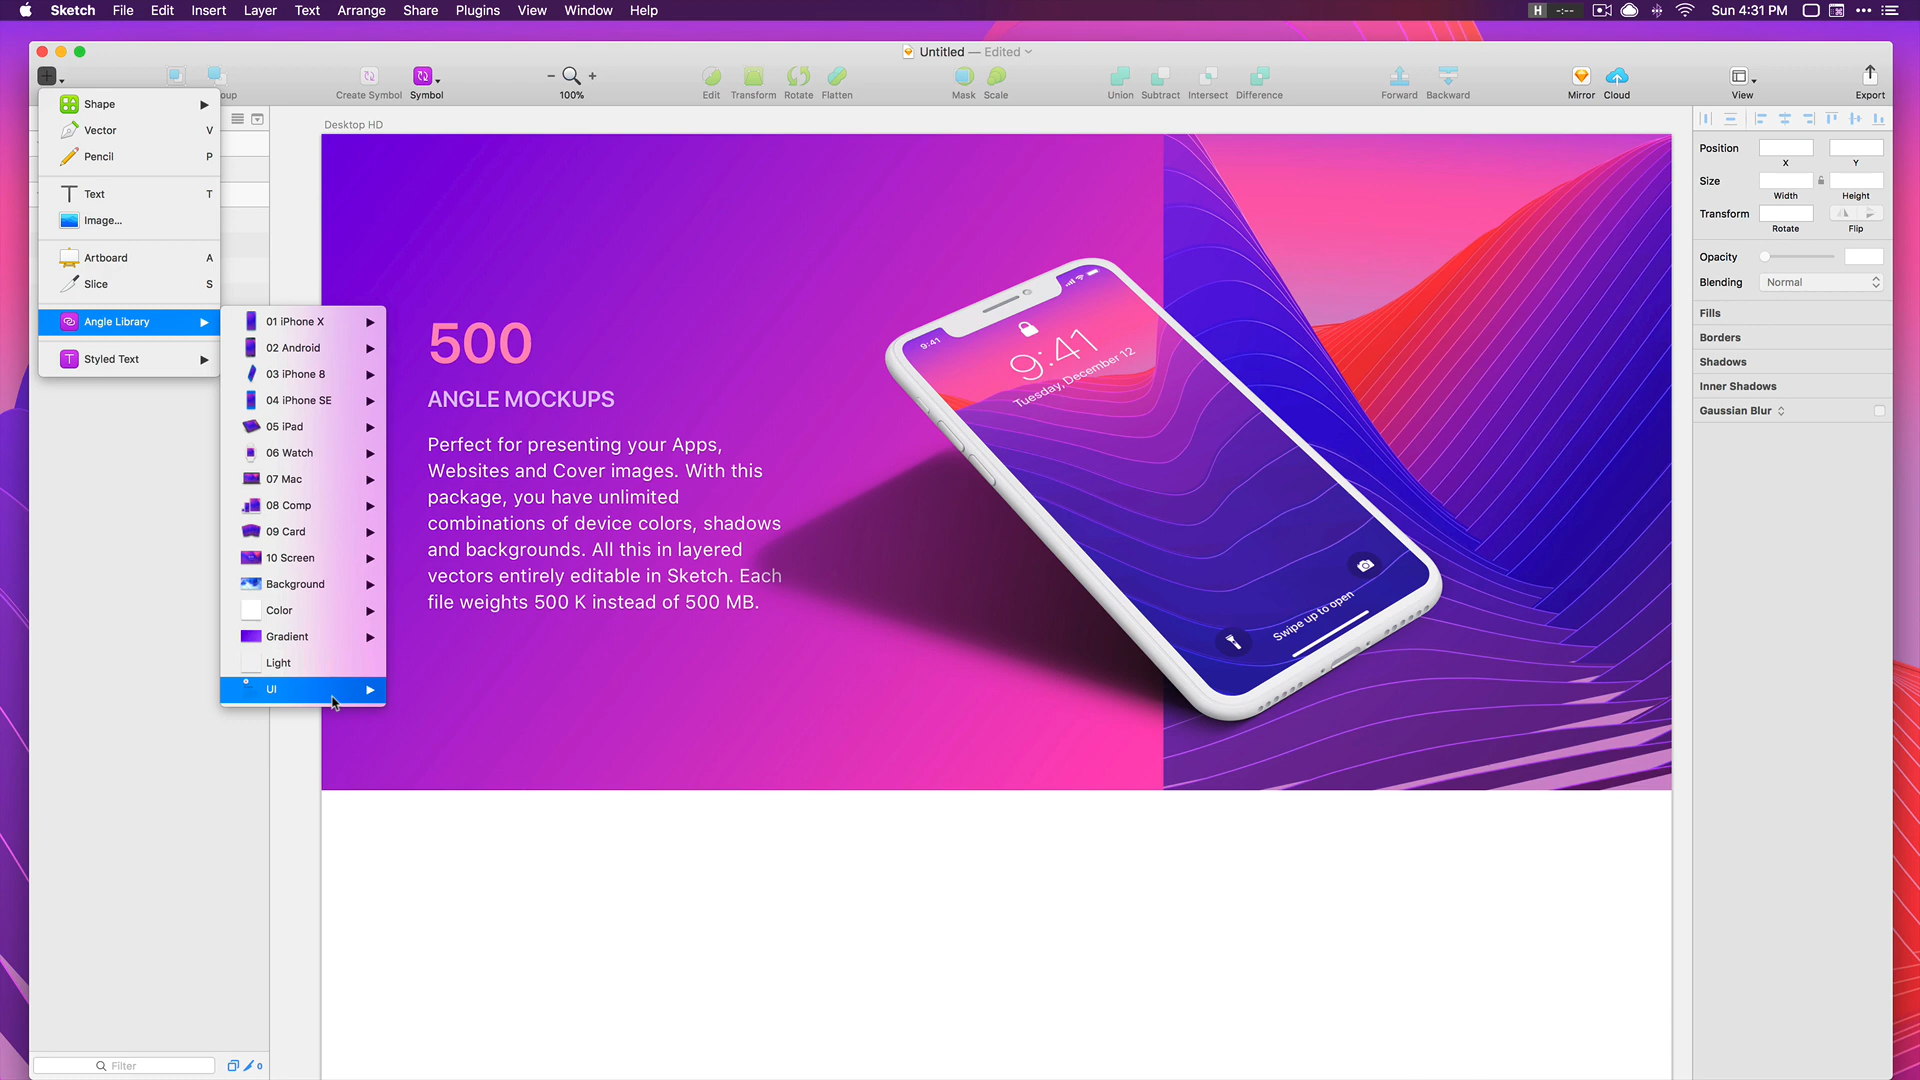 Sketch File Edit Insert Layer Text Arrange Share Plugins View Window Help
H -:-- Sun 4:31 PM
Untitled — Edited
100%
Create Symbol Symbol
Edit Transform Rotate Flatten
Mask Scale
Union Subtract Intersect Difference
Forward Backward
Mirror Cloud
View
Export
Shape
Vector V
Pencil P
Text T
Image...
Artboard A
Slice S
Angle Library
Styled Text
01 iPhone X
02 Android
03 iPhone 8
04 iPhone SE
05 iPad
06 Watch
07 Mac
08 Comp
09 Card
10 Screen
Background
Color
Gradient
Light
UI
Filter
0
Desktop HD
500
ANGLE MOCKUPS
Perfect for presenting your Apps,
Websites and Cover images. With this
package, you have unlimited
combinations of device colors, shadows
and backgrounds. All this in layered
vectors entirely editable in Sketch. Each
file weights 500 K instead of 500 MB.
9:41
9:41
Tuesday, December 12
Swipe up to open
Position
X Y
Size
Width Height
Transform
Rotate Flip
Opacity
Blending Normal
Fills
Borders
Shadows
Inner Shadows
Gaussian Blur